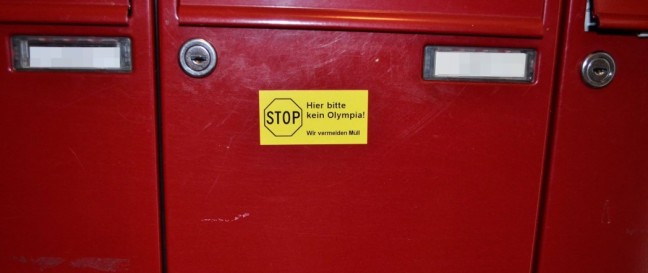 STOP
Hier bitte
kein Olympia!
Wir vermeiden Müll